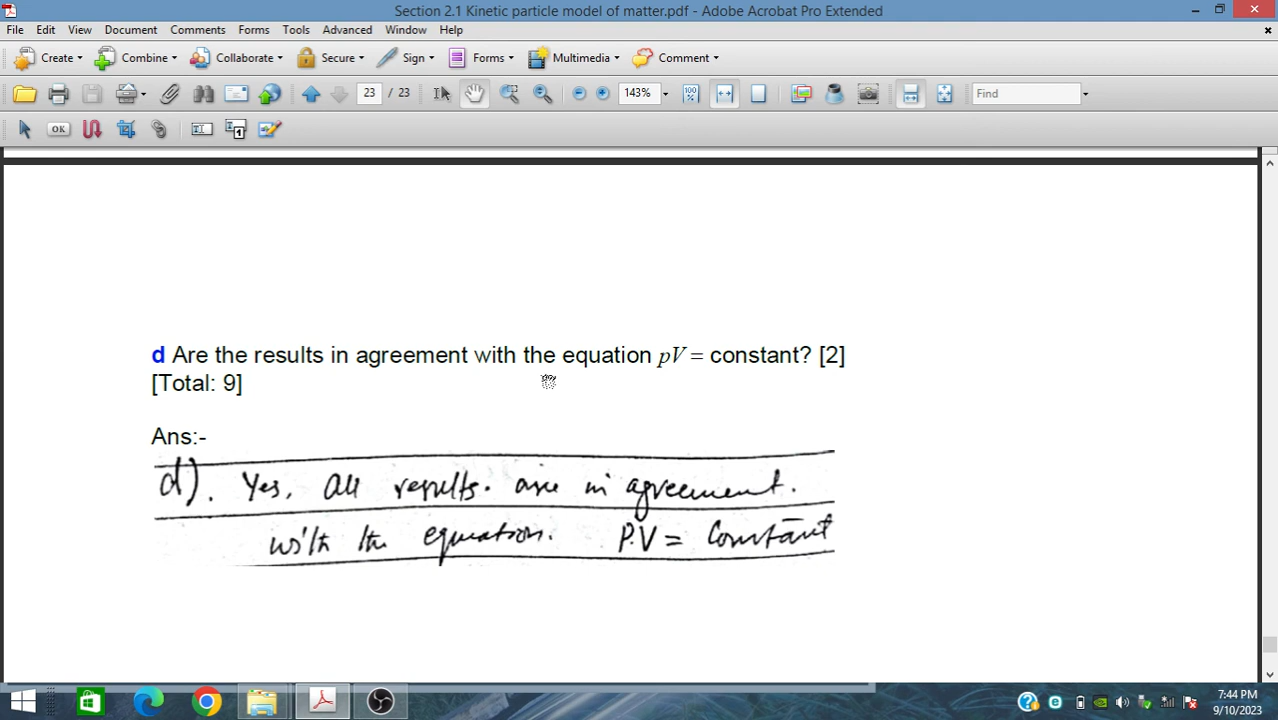 Section 2.1 Kinetic particle model of matter.pdf - Adobe Acrobat Pro Extended
File Edit View Document Comments Forms Tools Advanced Window Help
Create Combine Collaborate Secure Sign Forms Multimedia Comment
23 / 23 143% Find
d Are the results in agreement with the equation pV = constant? [2]
[Total: 9]
Ans:-
d). Yes, All results. are in agreement.
with the equation. P.V = Constant
7:44 PM
9/10/2023